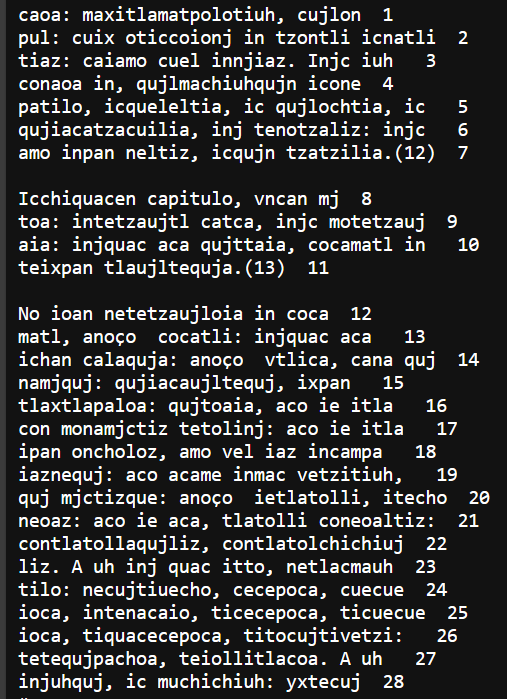 caoa: maxitlamatpolotiuh, cujlon  1
pul: cuix oticcoionj in tzontli icnatli  2
tiaz: caiamo cuel innjiaz. Injc iuh   3
conaoa in, qujlmachiuhqujn icone  4
patilo, icqueleltia, ic qujlochtia, ic   5
qujiacatzacuilia, inj tenotzaliz: injc   6
amo inpan neltiz, icqujn tzatzilia.(12)  7

Icchiquacen capitulo, vncan mj  8
toa: intetzaujtl catca, injc motetzauj  9
aia: injquac aca qujttaia, cocamatl in   10
teixpan tlaujltequja.(13)  11

No ioan netetzaujloia in coca  12
matl, anoço  cocatli: injquac aca   13
ichan calaquja: anoço  vtlica, cana quj  14
namjquj: qujiacaujltequj, ixpan   15
tlaxtlapaloa: qujtoaia, aco ie itla   16
con monamjctiz tetolinj: aco ie itla   17
ipan oncholoz, amo vel iaz incampa   18
iaznequj: aco acame inmac vetzitiuh,   19
quj mjctizque: anoço  ietlatolli, itecho  20
neoaz: aco ie aca, tlatolli coneoaltiz:  21
contlatollaqujliz, contlatolchichiuj  22
liz. A uh inj quac itto, netlacmauh  23
tilo: necujtiuecho, cecepoca, cuecue  24
ioca, intenacaio, ticecepoca, ticuecue  25
ioca, tiquacecepoca, titocujtivetzi:   26
tetequjpachoa, teiollitlacoa. A uh   27
injuhquj, ic muchichiuh: yxtecuj  28